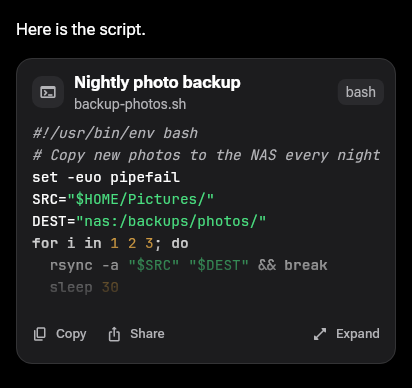 Here is the script.
Nightly photo backup
backup-photos.sh
bash
#!/usr/bin/env bash
# Copy new photos to the NAS every night
set -euo pipefail
SRC="$HOME/Pictures/"
DEST="nas:/backups/photos/"
for i in 1 2 3; do
  rsync -a "$SRC" "$DEST" && break
  sleep 30
Copy
Share
Expand